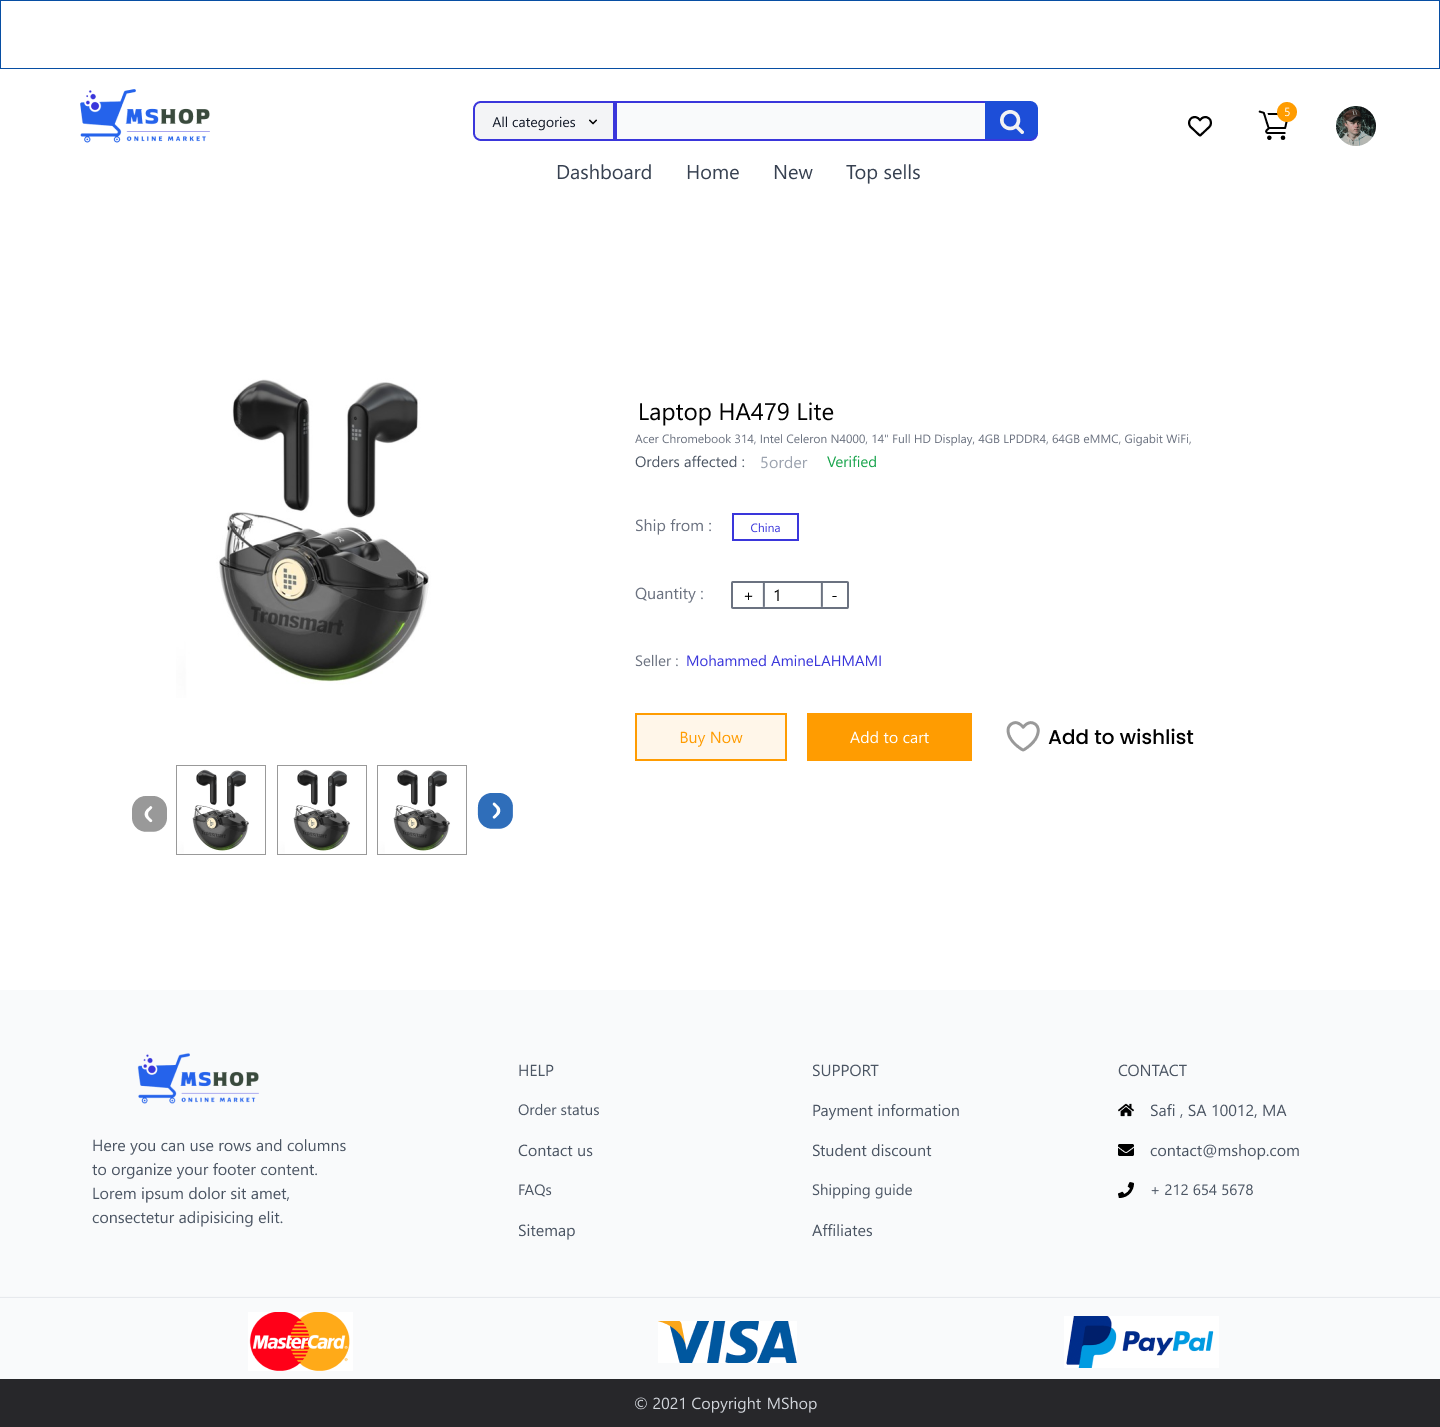 MSHOP
ONLINE MARKET
All categories
5
Dashboard Home New Top sells
Laptop HA479 Lite
Acer Chromebook 314, Intel Celeron N4000, 14" Full HD Display, 4GB LPDDR4, 64GB eMMC, Gigabit WiFi,
Orders affected : 5order Verified
Ship from : China
Quantity : + 1 -
Tronsmart
Seller : Mohammed AmineLAHMAMI
Buy Now Add to cart Add to wishlist
MSHOP
ONLINE MARKET
Here you can use rows and columns
to organize your footer content.
Lorem ipsum dolor sit amet,
consectetur adipisicing elit.
HELP
Order status
Contact us
FAQs
Sitemap
SUPPORT
Payment information
Student discount
Shipping guide
Affiliates
CONTACT
Safi , SA 10012, MA
contact@mshop.com
+ 212 654 5678
MasterCard
VISA
PayPal
© 2021 Copyright MShop